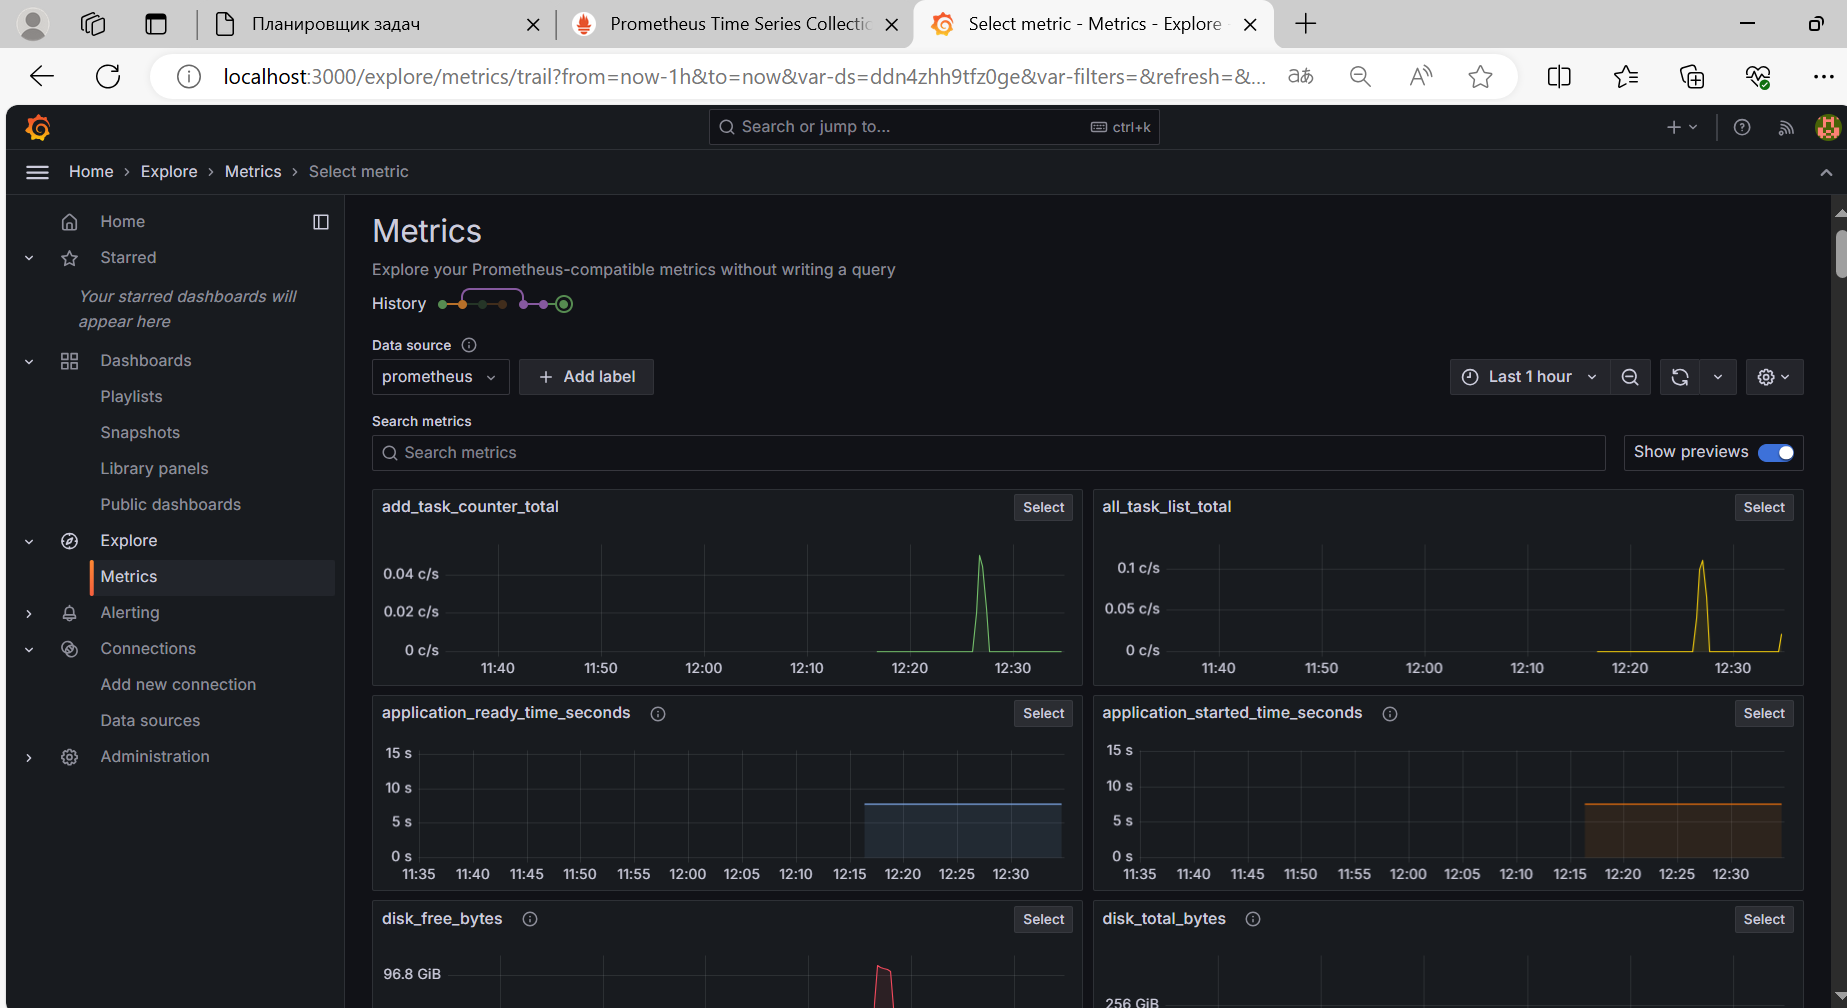 Планировщик задач
Prometheus Time Series Collectic
Select metric - Metrics - Explore
localhost:3000/explore/metrics/trail?from=now-1h&to=now&var-ds=ddn4zhh9tfz0ge&var-filters=&refresh=&...
Search or jump to...
ctrl+k
Home
Explore
Metrics
Select metric
Home
Starred
Your starred dashboards will
appear here
Dashboards
Playlists
Snapshots
Library panels
Public dashboards
Explore
Metrics
Alerting
Connections
Add new connection
Data sources
Administration
Metrics
Explore your Prometheus-compatible metrics without writing a query
History
Data source
prometheus
Add label
Last 1 hour
Search metrics
Search metrics
Show previews
add_task_counter_total
Select
0.04 c/s
0.02 c/s
0 c/s
11:40 11:50 12:00 12:10 12:20 12:30
all_task_list_total
Select
0.1 c/s
0.05 c/s
0 c/s
11:40 11:50 12:00 12:10 12:20 12:30
application_ready_time_seconds
Select
15 s
10 s
5 s
0 s
11:35 11:40 11:45 11:50 11:55 12:00 12:05 12:10 12:15 12:20 12:25 12:30
application_started_time_seconds
Select
15 s
10 s
5 s
0 s
11:35 11:40 11:45 11:50 11:55 12:00 12:05 12:10 12:15 12:20 12:25 12:30
disk_free_bytes
Select
96.8 GiB
disk_total_bytes
Select
256 GiB